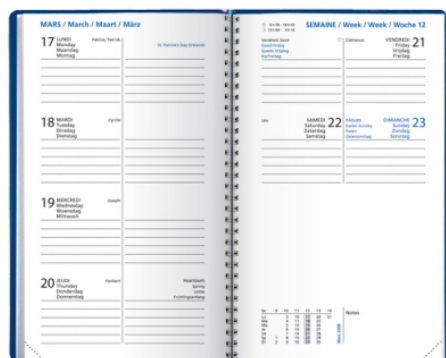 MARS / March / Maart / März
17 LUNDI
Monday
Maandag
Montag
Patrice, Patrick
St. Patrick's Day (Ireland)
18 MARDI
Tuesday
Dinsdag
Dienstag
Cyrille
19 MERCREDI
Wednesday
Woensdag
Mittwoch
Joseph
20 JEUDI
Thursday
Donderdag
Donnerstag
Herbert
PRINTEMPS
Spring
Lente
Frühlingsanfang
SEMAINE / Week / Week / Woche 12
Vendredi Saint
Good Friday
Goede Vrijdag
Karfreitag
Clémence
VENDREDI 21
Friday
Vrijdag
Freitag
Léa
SAMEDI 22
Saturday
Zaterdag
Samstag
PÂQUES
Easter Sunday
Pasen
Ostersonntag
DIMANCHE 23
Sunday
Zondag
Sonntag
Notes
Mars 2008